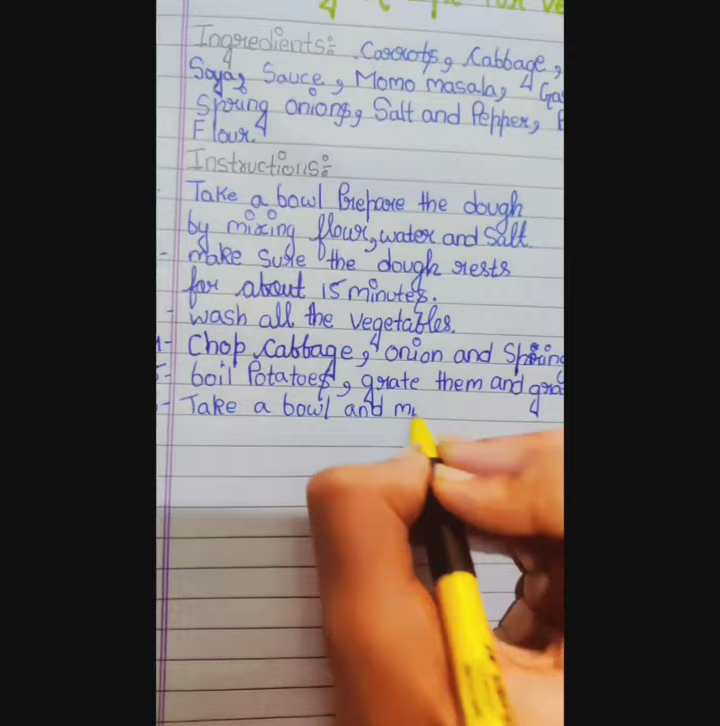 Ingredients:- Carrots, Cabbage,
Soya Sauce, Momo masala,
Spring onions, Salt and Pepper,
Flour.
Instructions:-
Take a bowl Prepare the dough
by mixing flour, water and Salt.
- make sure the dough rests
for about 15 minutes.
- wash all the vegetables.
- Chop Cabbage, onion and Spring
5- boil Potatoes, grate them and
- Take a bowl and